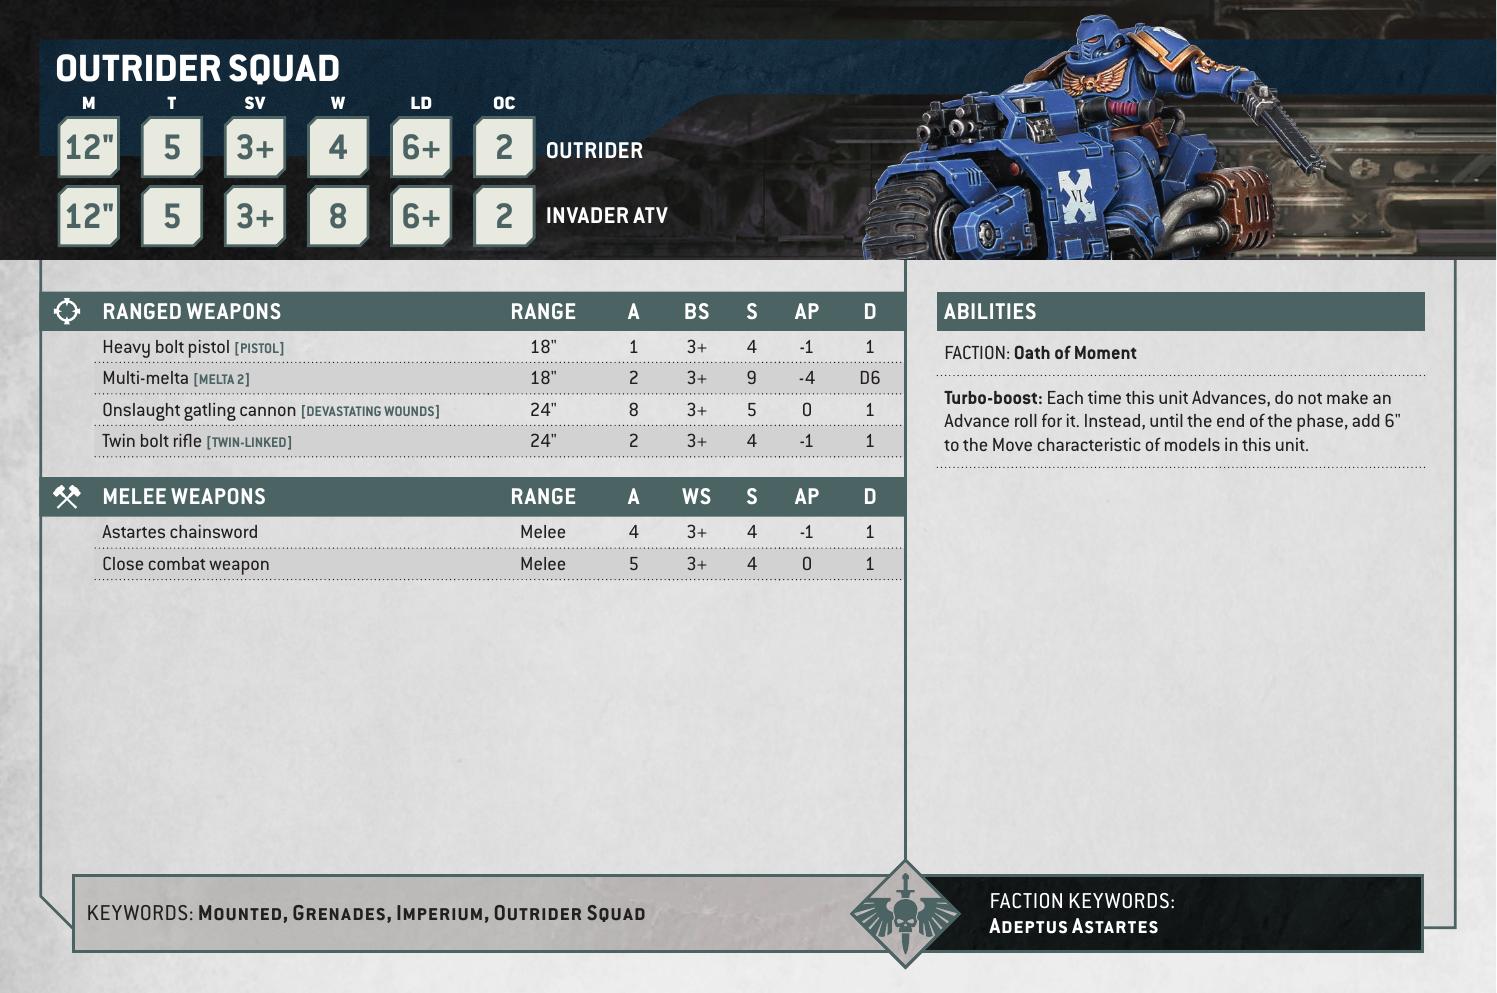 OUTRIDER SQUAD
M T SV W LD OC
12" 5 3+ 4 6+ 2 OUTRIDER
12" 5 3+ 8 6+ 2 INVADER ATV
RANGED WEAPONS RANGE A BS S AP D
Heavy bolt pistol [PISTOL] 18" 1 3+ 4 -1 1
Multi-melta [MELTA 2] 18" 2 3+ 9 -4 D6
Onslaught gatling cannon [DEVASTATING WOUNDS] 24" 8 3+ 5 0 1
Twin bolt rifle [TWIN-LINKED] 24" 2 3+ 4 -1 1
MELEE WEAPONS RANGE A WS S AP D
Astartes chainsword Melee 4 3+ 4 -1 1
Close combat weapon Melee 5 3+ 4 0 1
ABILITIES
FACTION: Oath of Moment
Turbo-boost: Each time this unit Advances, do not make an
Advance roll for it. Instead, until the end of the phase, add 6"
to the Move characteristic of models in this unit.
KEYWORDS: MOUNTED, GRENADES, IMPERIUM, OUTRIDER SQUAD
FACTION KEYWORDS:
ADEPTUS ASTARTES